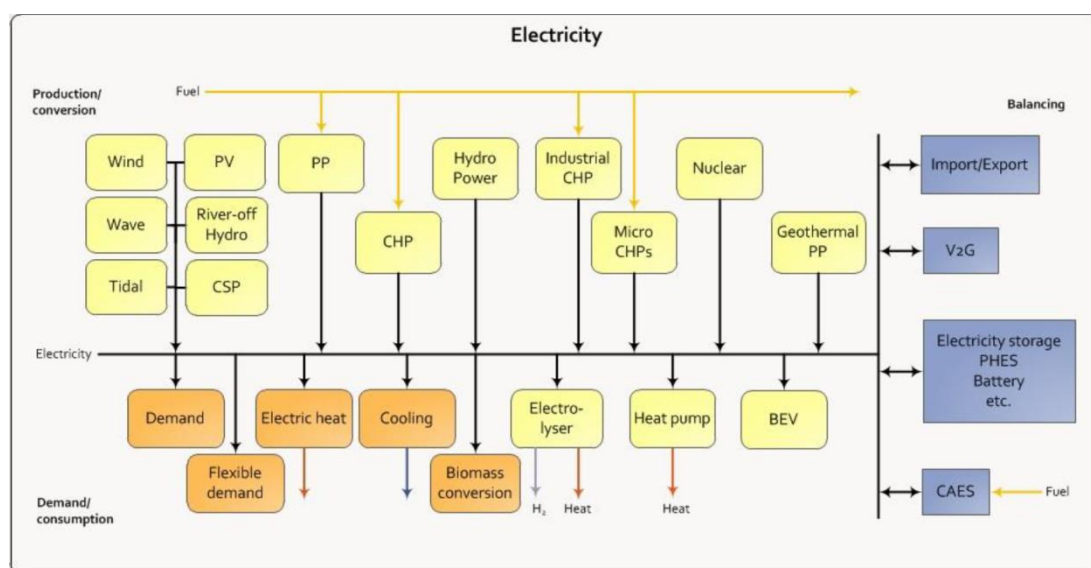 Electricity
Production/
conversion
Fuel
Balancing
Wind
PV
PP
Hydro
Power
Industrial
CHP
Nuclear
Import/Export
Wave
River-off
Hydro
CHP
Micro
CHPs
Geothermal
PP
V2G
Tidal
CSP
Electricity
Electricity storage
PHES
Battery
etc.
Demand
Electric heat
Cooling
Electro-
lyser
Heat pump
BEV
Flexible
demand
Biomass
conversion
Demand/
consumption
H₂
Heat
Heat
CAES
Fuel